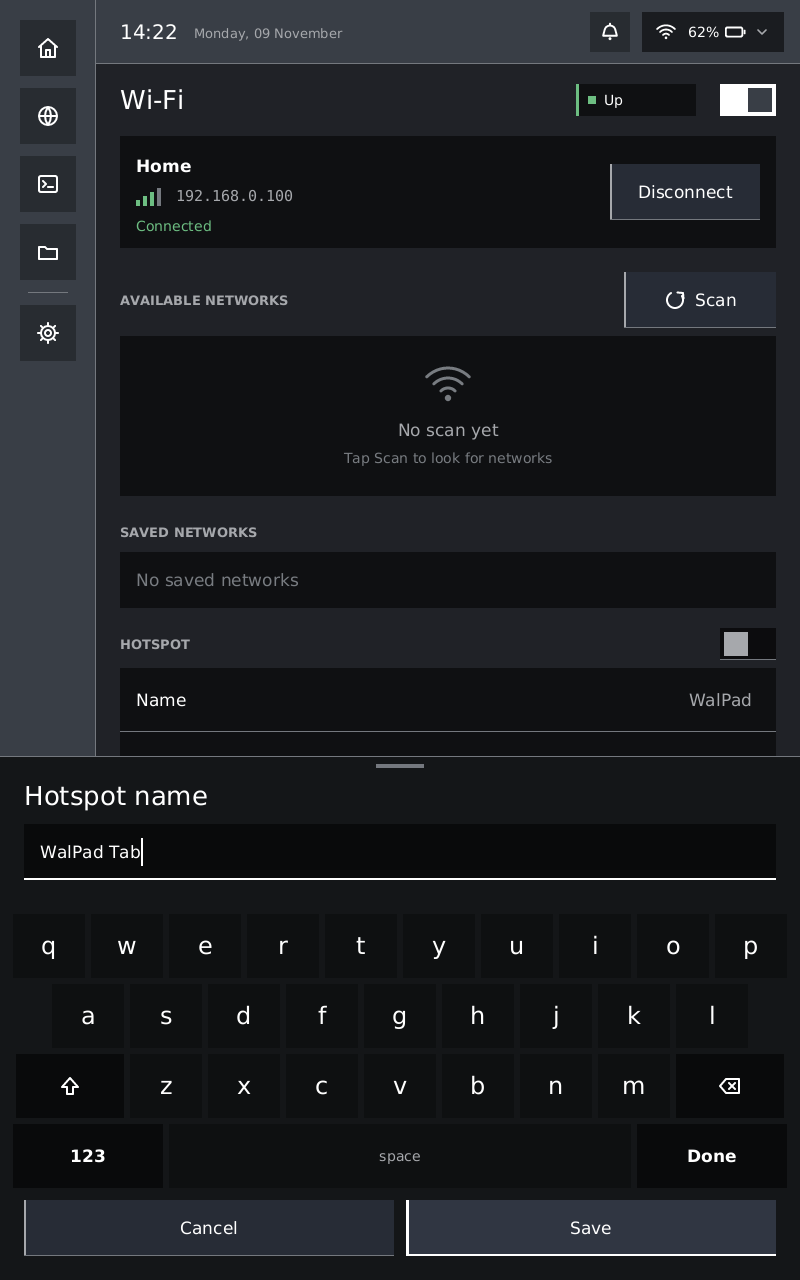 14:22 Monday, 09 November 62%
Wi-Fi Up
Home
192.168.0.100
Connected
Disconnect
AVAILABLE NETWORKS
Scan
No scan yet
Tap Scan to look for networks
SAVED NETWORKS
No saved networks
HOTSPOT
Name WalPad
Hotspot name
WalPad Tab
q w e r t y u i o p
a s d f g h j k l
z x c v b n m
123 space Done
Cancel Save